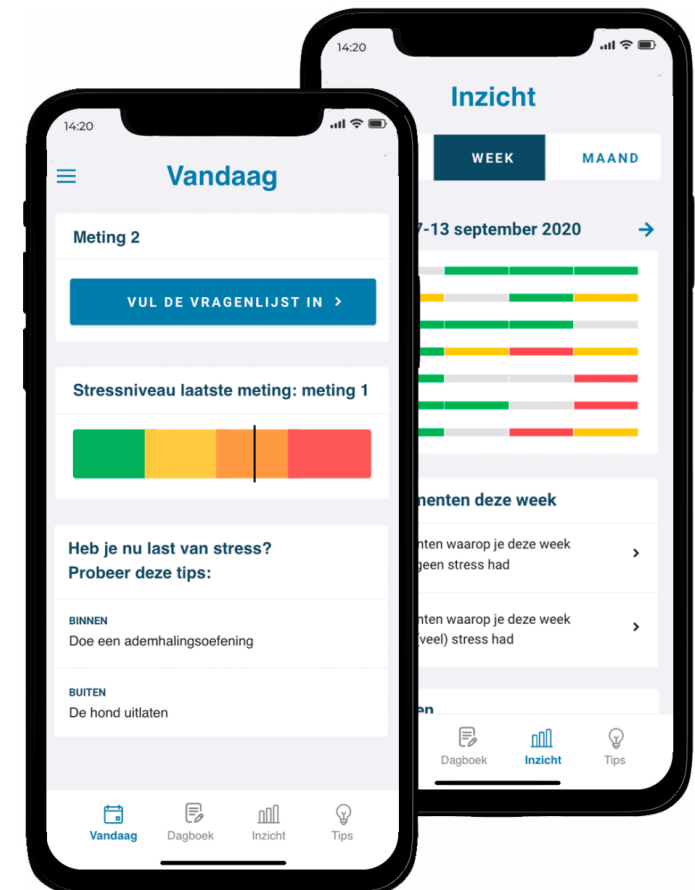 14:20
Vandaag
Meting 2
VUL DE VRAGENLIJST IN
Stressniveau laatste meting: meting 1
Heb je nu last van stress?
Probeer deze tips:
BINNEN
Doe een ademhalingsoefening
BUITEN
De hond uitlaten
Vandaag
Dagboek
Inzicht
Tips
14:20
Inzicht
WEEK
MAAND
7-13 september 2020
deze week
waarop je deze week
geen stress had
waarop je deze week
(veel) stress had
Dagboek
Inzicht
Tips